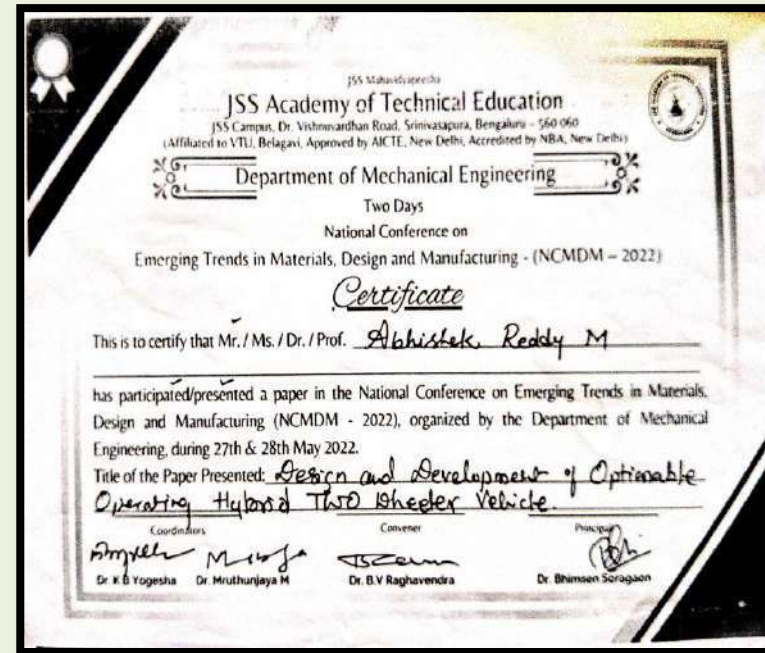 JSS Mahavidyapeetha
JSS Academy of Technical Education
JSS Campus, Dr. Vishnuvardhan Road, Srinivasapura, Bengaluru - 560 060
(Affiliated to VTU, Belagavi, Approved by AICTE, New Delhi, Accredited by NBA, New Delhi)
Department of Mechanical Engineering
Two Days
National Conference on
Emerging Trends in Materials, Design and Manufacturing - (NCMDM – 2022)
Certificate
This is to certify that Mr. / Ms. / Dr. / Prof. Abhishek Reddy M
has participated/presented a paper in the National Conference on Emerging Trends in Materials,
Design and Manufacturing (NCMDM - 2022), organized by the Department of Mechanical
Engineering, during 27th & 28th May 2022.
Title of the Paper Presented: Design and Development of Optionable
Operating Hybrid Two Wheeler Vehicle.
Coordinators Convener Principal
Dr. K B Yogesha Dr. Mruthunjaya M Dr. B.V Raghavendra Dr. Bhimsen Soragaon